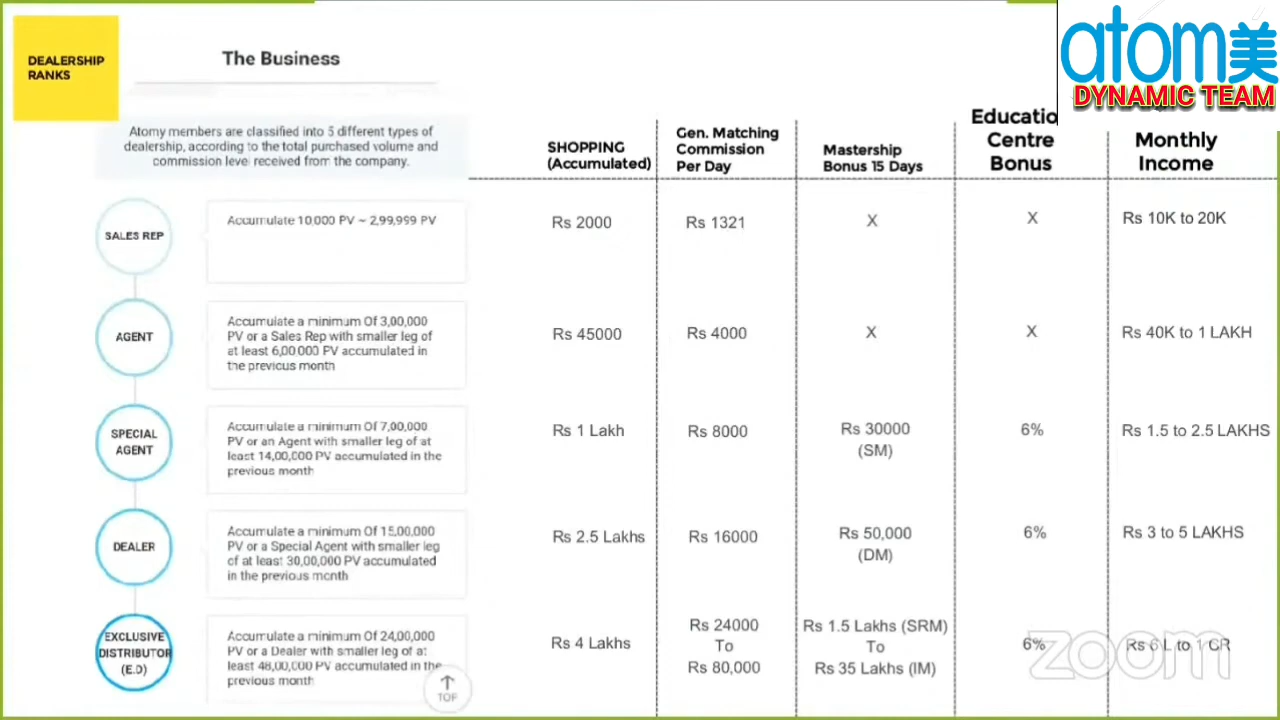 DEALERSHIP
RANKS
The Business
atom美
DYNAMIC TEAM
Atomy members are classified into 5 different types of
dealership, according to the total purchased volume and
commission level received from the company.
SHOPPING
(Accumulated)
Gen. Matching
Commission
Per Day
Mastership
Bonus 15 Days
Educatio
Centre
Bonus
Monthly
Income
SALES REP
Accumulate 10,000 PV ~ 2,99,999 PV
Rs 2000
Rs 1321
X
X
Rs 10K to 20K
AGENT
Accumulate a minimum Of 3,00,000
PV or a Sales Rep with smaller leg of
at least 6,00,000 PV accumulated in
the previous month
Rs 45000
Rs 4000
X
X
Rs 40K to 1 LAKH
SPECIAL
AGENT
Accumulate a minimum Of 7,00,000
PV or an Agent with smaller leg of at
least 14,00,000 PV accumulated in the
previous month
Rs 1 Lakh
Rs 8000
Rs 30000
(SM)
6%
Rs 1.5 to 2.5 LAKHS
DEALER
Accumulate a minimum Of 15,00,000
PV or a Special Agent with smaller leg
of at least 30,00,000 PV accumulated
in the previous month
Rs 2.5 Lakhs
Rs 16000
Rs 50,000
(DM)
6%
Rs 3 to 5 LAKHS
EXCLUSIVE
DISTRIBUTOR
(E.D)
Accumulate a minimum Of 24,00,000
PV or a Dealer with smaller leg of at
least 48,00,000 PV accumulated in the
previous month
TOP
Rs 4 Lakhs
Rs 24000
To
Rs 80,000
Rs 1.5 Lakhs (SRM)
To
Rs 35 Lakhs (IM)
6%
Rs 6 L to 1 CR
zoom